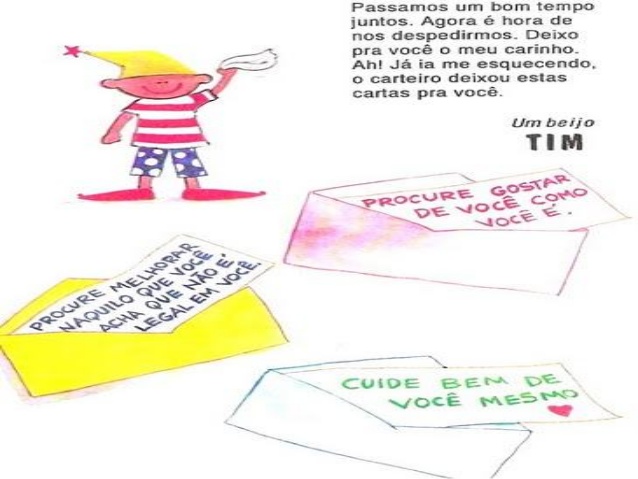 Passamos um bom tempo
juntos. Agora é hora de
nos despedirmos. Deixo
pra você o meu carinho.
Ah! Já ia me esquecendo,
o carteiro deixou estas
cartas pra você.
Um beijo
TIM
PROCURE GOSTAR
DE VOCÊ COMO
VOCÊ É.
PROCURE MELHORAR
NAQUILO QUE VOCÊ
ACHA QUE NÃO É
LEGAL EM VOCÊ.
CUIDE BEM DE
VOCÊ MESMO